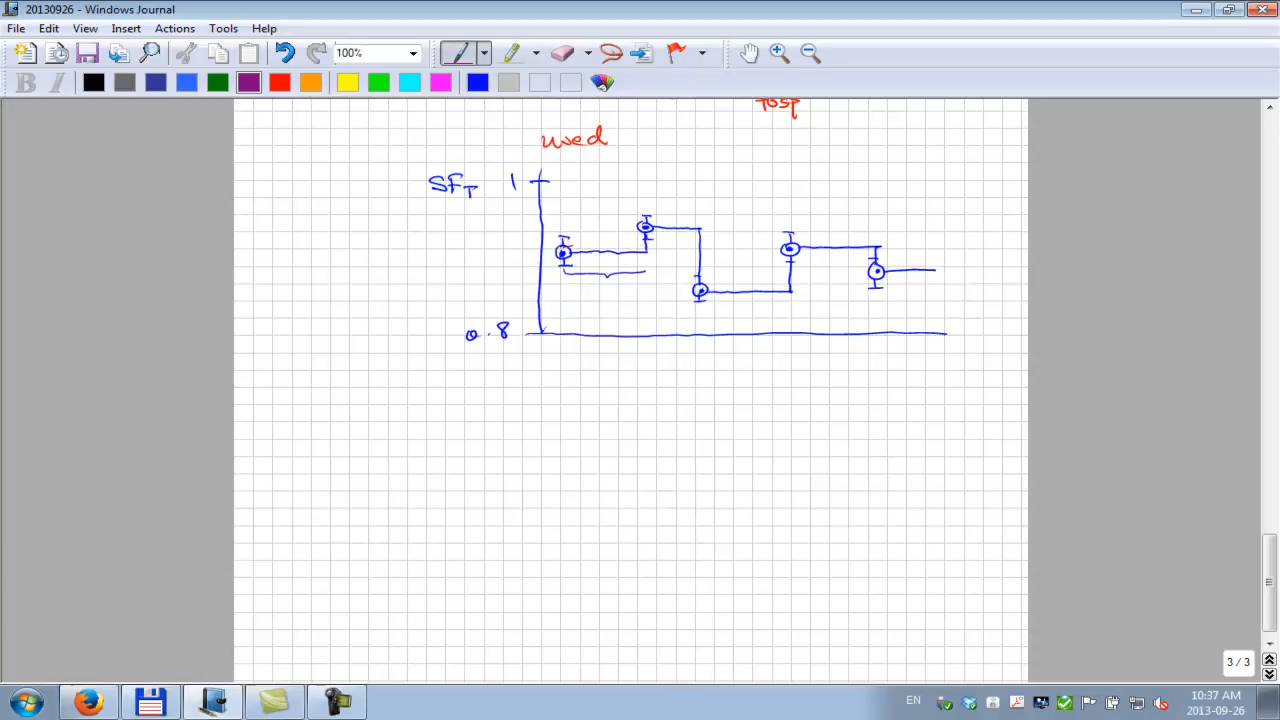 20130926 - Windows Journal
File Edit View Insert Actions Tools Help
100%
B I
used
SF_T 1
0.8
3 / 3
EN
10:37 AM
2013-09-26